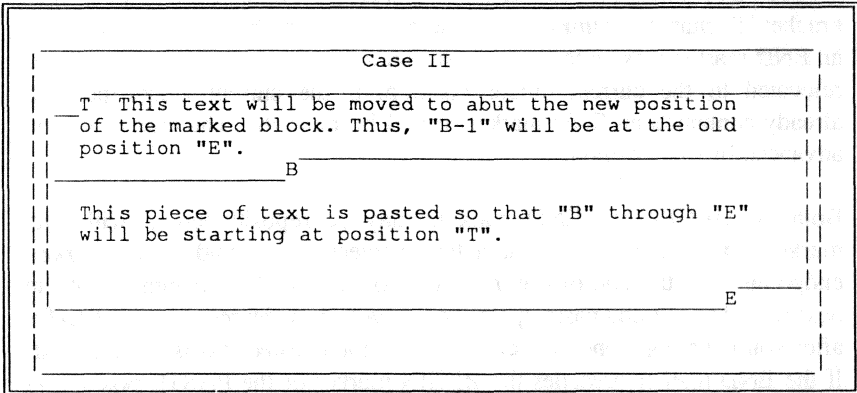 Case II
T This text will be moved to abut the new position
of the marked block. Thus, "B-1" will be at the old
position "E".
B
This piece of text is pasted so that "B" through "E"
will be starting at position "T".
E